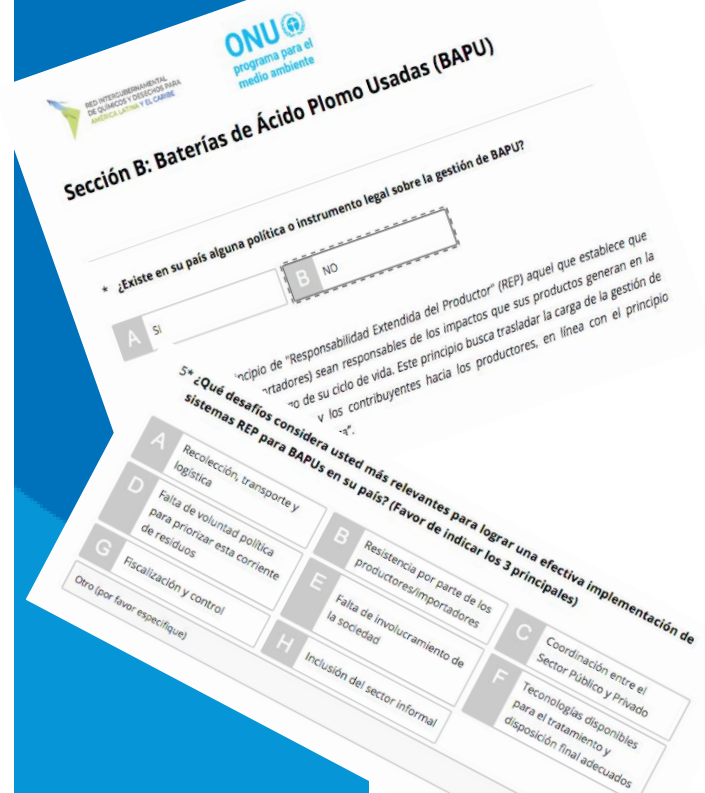 RED INTERGUBERNAMENTAL
DE QUÍMICOS Y DESECHOS PARA
AMÉRICA LATINA Y EL CARIBE
ONU
programa para el
medio ambiente
Sección B: Baterías de Ácido Plomo Usadas (BAPU)
* ¿Existe en su país alguna política o instrumento legal sobre la gestión de BAPU?
A SI
B NO
ncipio de "Responsabilidad Extendida del Productor" (REP) aquel que establece que
rtadores) sean responsables de los impactos que sus productos generan en la
go de su ciclo de vida. Este principio busca trasladar la carga de la gestión de
y los contribuyentes hacia los productores, en línea con el principio
a".
5* ¿Qué desafíos considera usted más relevantes para lograr una efectiva implementación de
sistemas REP para BAPUs en su país? (Favor de indicar los 3 principales)
A Recolección, transporte y
logística
B Resistencia por parte de los
productores/importadores
C Coordinación entre el
Sector Público y Privado
D Falta de voluntad política
para priorizar esta corriente
de residuos
E Falta de involucramiento de
la sociedad
F Teconologías disponibles
para el tratamiento y
disposición final adecuados
G Fiscalización y control
H Inclusión del sector informal
Otro (por favor especifique)